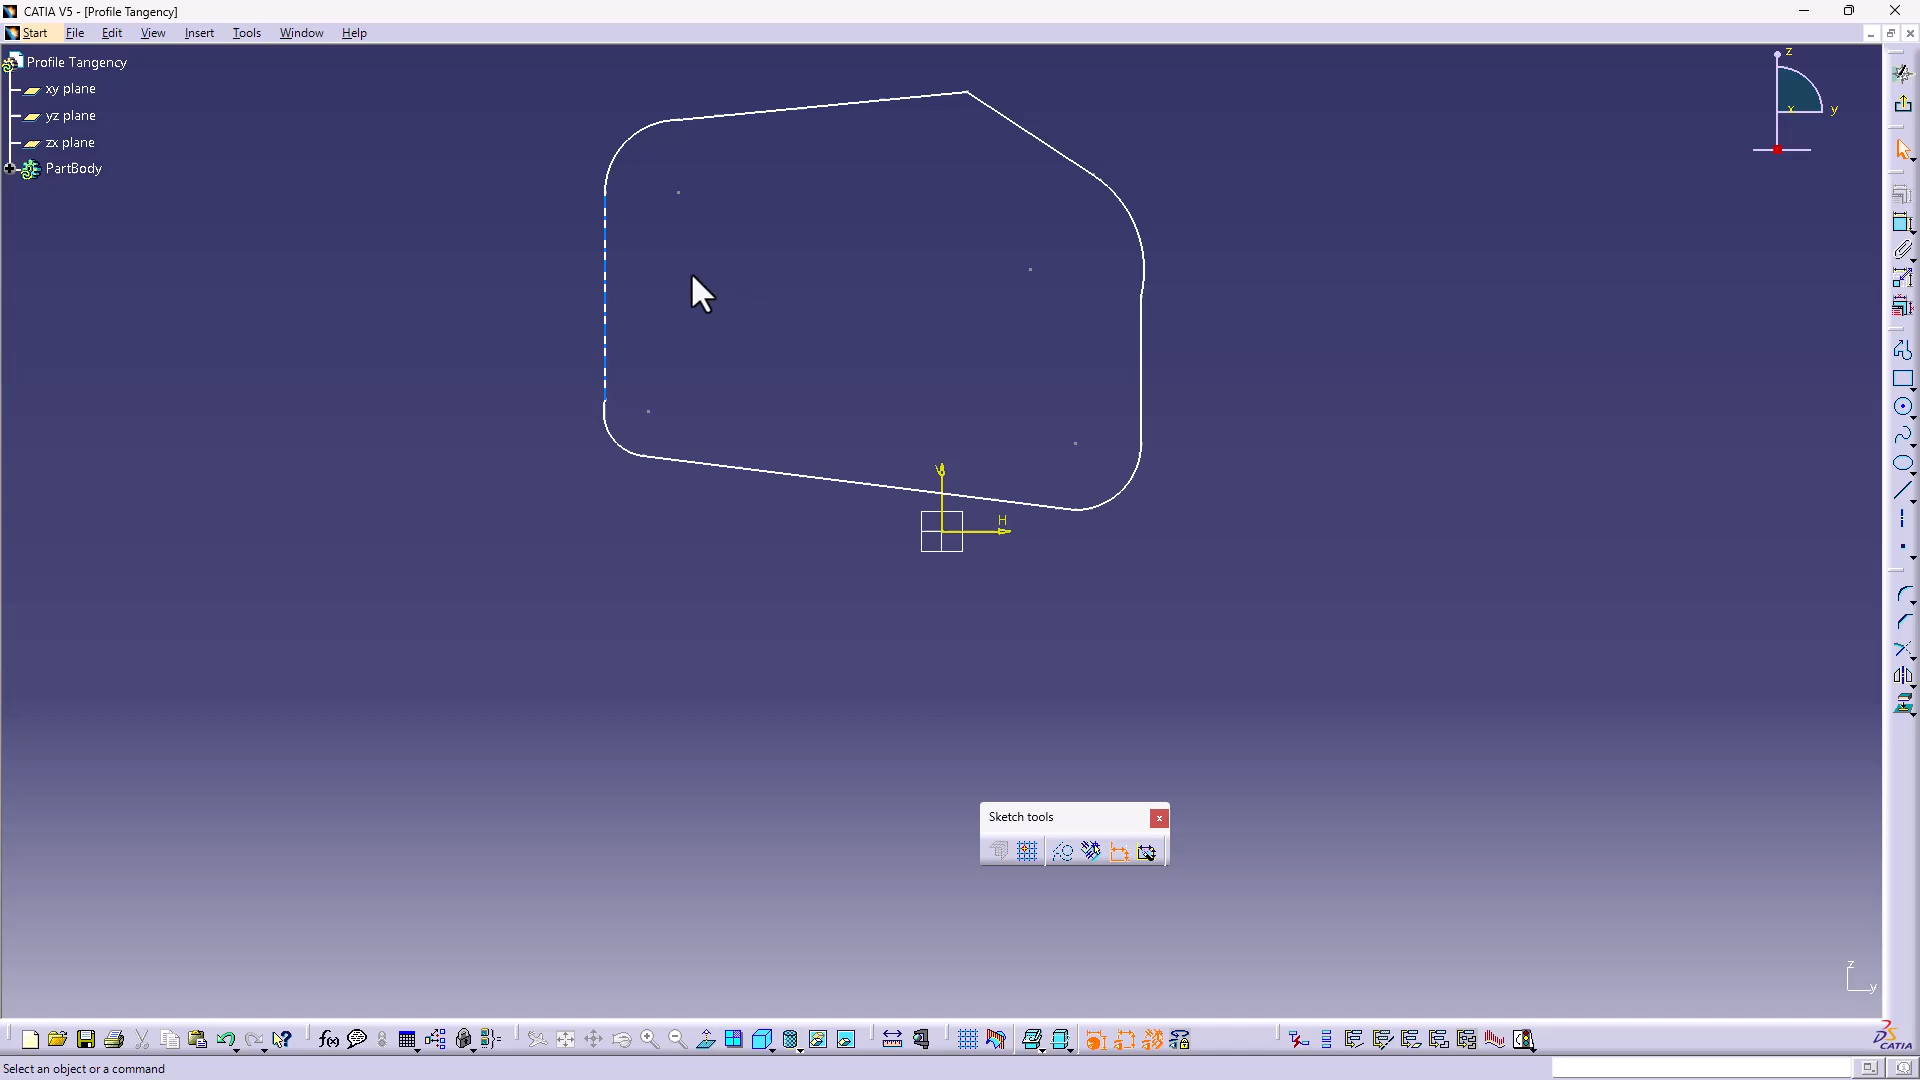 CATIA V5 - [Profile Tangency]
Start File Edit View Insert Tools Window Help
Profile Tangency
xy plane
yz plane
zx plane
PartBody
z
x
y
V
H
Sketch tools
z
y
f(x)
CATIA
Select an object or a command